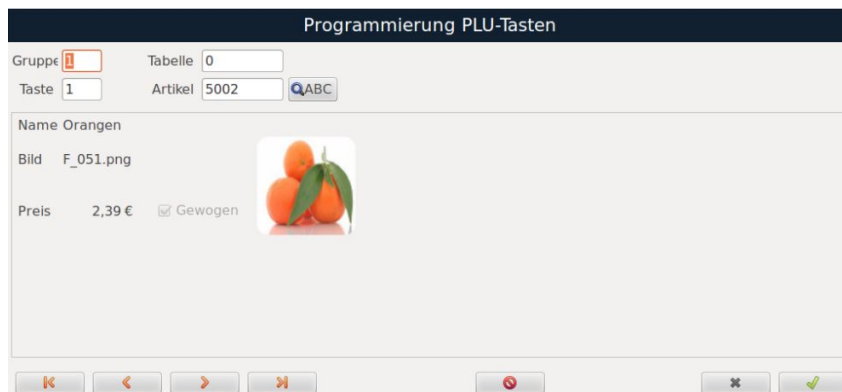 Programmierung PLU-Tasten
Gruppe 1 Tabelle 0
Taste 1 Artikel 5002 ABC
Name Orangen
Bild F_051.png
Preis 2,39 € Gewogen